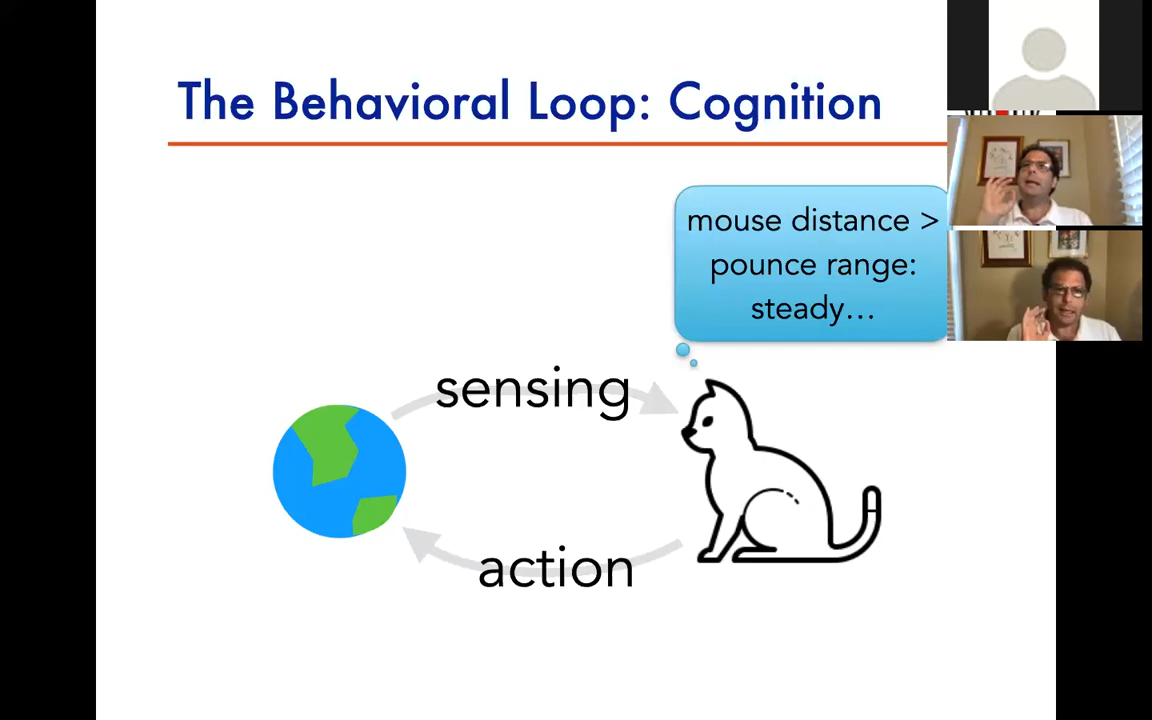 The Behavioral Loop: Cognition
mouse distance >
pounce range:
steady…
sensing
action